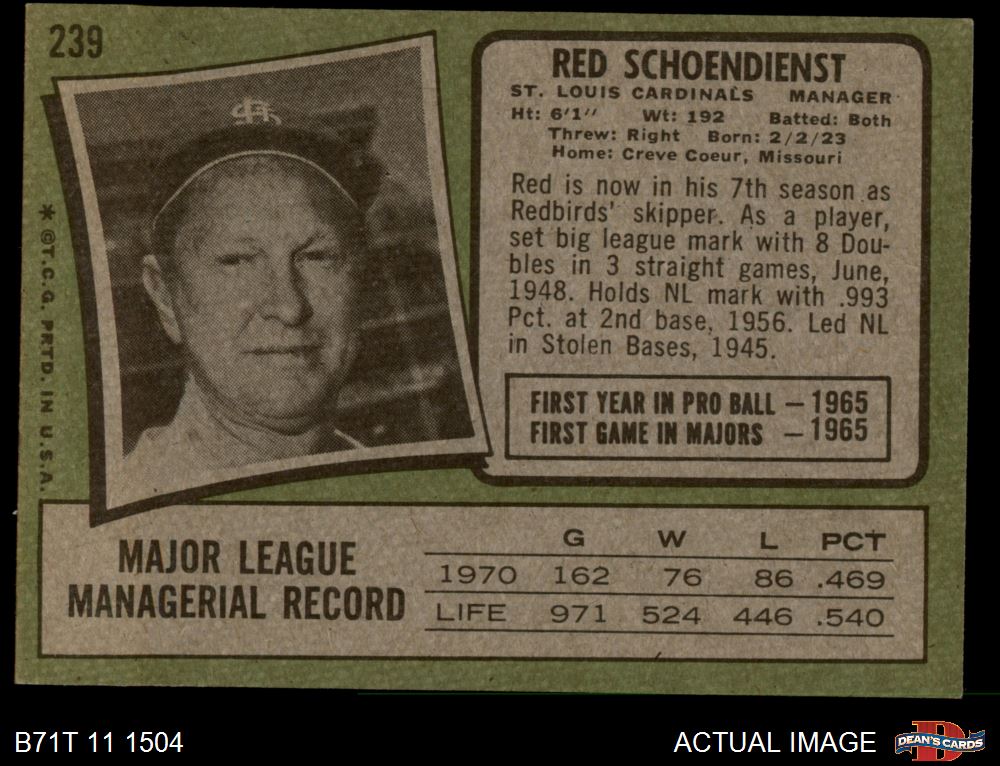 239
RED SCHOENDIENST
ST. LOUIS CARDINALS MANAGER
Ht: 6'1" Wt: 192 Batted: Both
Threw: Right Born: 2/2/23
Home: Creve Coeur, Missouri
Red is now in his 7th season as
Redbirds' skipper. As a player,
set big league mark with 8 Dou-
bles in 3 straight games, June,
1948. Holds NL mark with .993
Pct. at 2nd base, 1956. Led NL
in Stolen Bases, 1945.
FIRST YEAR IN PRO BALL — 1965
FIRST GAME IN MAJORS — 1965
* ©T.C.G. PRTD. IN U.S.A.
MAJOR LEAGUE
MANAGERIAL RECORD
G W L PCT
1970 162 76 86 .469
LIFE 971 524 446 .540
B71T 11 1504
ACTUAL IMAGE
DEAN'S CARDS